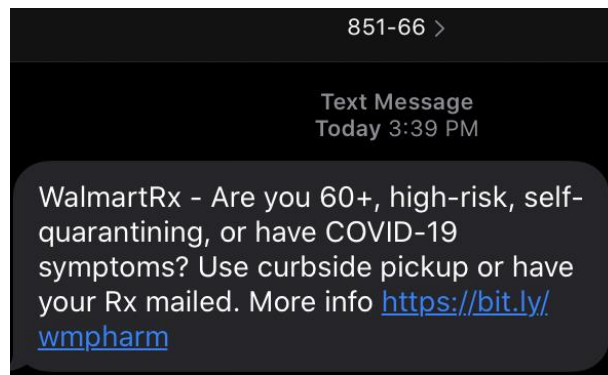 851-66 >
Text Message
Today 3:39 PM
WalmartRx - Are you 60+, high-risk, self-
quarantining, or have COVID-19
symptoms? Use curbside pickup or have
your Rx mailed. More info https://bit.ly/
wmpharm